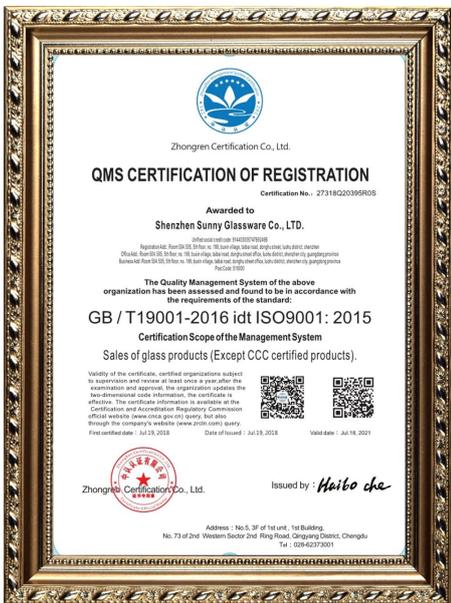 Zhongren Certification Co., Ltd.
QMS CERTIFICATION OF REGISTRATION
Certification No.: 27318Q20395R0S
Awarded to
Shenzhen Sunny Glassware Co., LTD.
The Quality Management System of the above
organization has been assessed and found to be in accordance with
the requirements of the standard:
GB / T19001-2016 idt ISO9001: 2015
Certification Scope of the Management System
Sales of glass products (Except CCC certified products).
Validity of the certificate, certified organizations subject
to supervision and review at least once a year,after the
examination and approval, the organization updates the
two-dimensional code information, the certificate is
effective. The certificate information is available at the
Certification and Accreditation Regulatory Commission
official website (www.cnca.gov.cn) query, but also
through the company's website (www.zrcln.com) query.
First certified date : Jul.19, 2018 Date of Issued : Jul.19, 2018 Valid date : Jul.18, 2021
Zhongren Certification Co., Ltd.
Issued by : Haibo che
Address : No.5, 3F of 1st unit , 1st Building,
No. 73 of 2nd Western Sector 2nd Ring Road, Qingyang District, Chengdu
Tel : 028-62373001